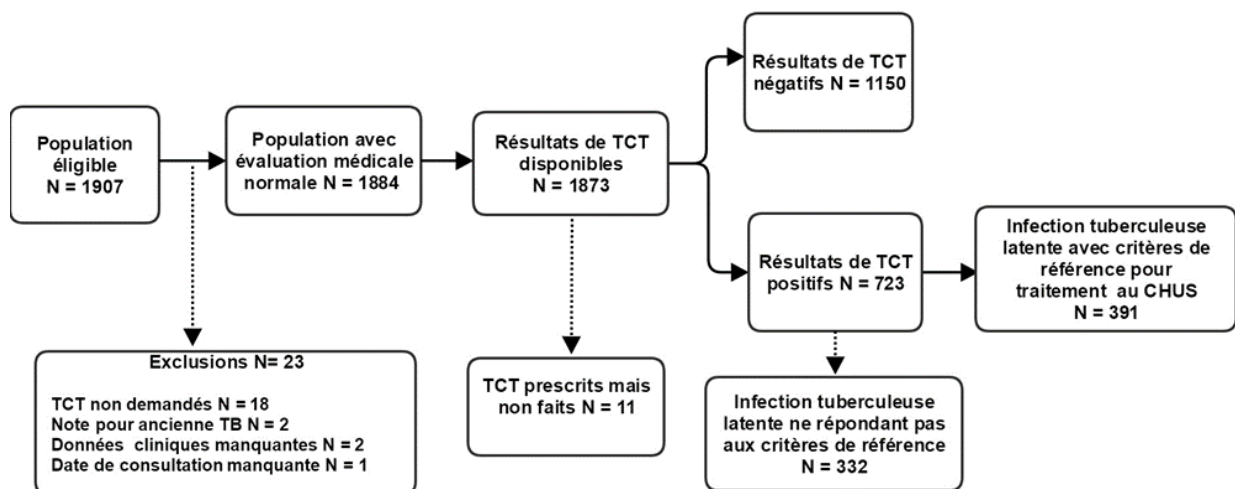 Population
éligible
N = 1907
Population avec
évaluation médicale
normale N = 1884
Résultats de TCT
disponibles
N = 1873
Résultats de TCT
négatifs N = 1150
Résultats de TCT
positifs N = 723
Infection tuberculeuse
latente avec critères de
référence pour
traitement au CHUS
N = 391
Exclusions N= 23
TCT non demandés N = 18
Note pour ancienne TB N = 2
Données cliniques manquantes N = 2
Date de consultation manquante N = 1
TCT prescrits mais
non faits N = 11
Infection tuberculeuse
latente ne répondant pas
aux critères de référence
N = 332